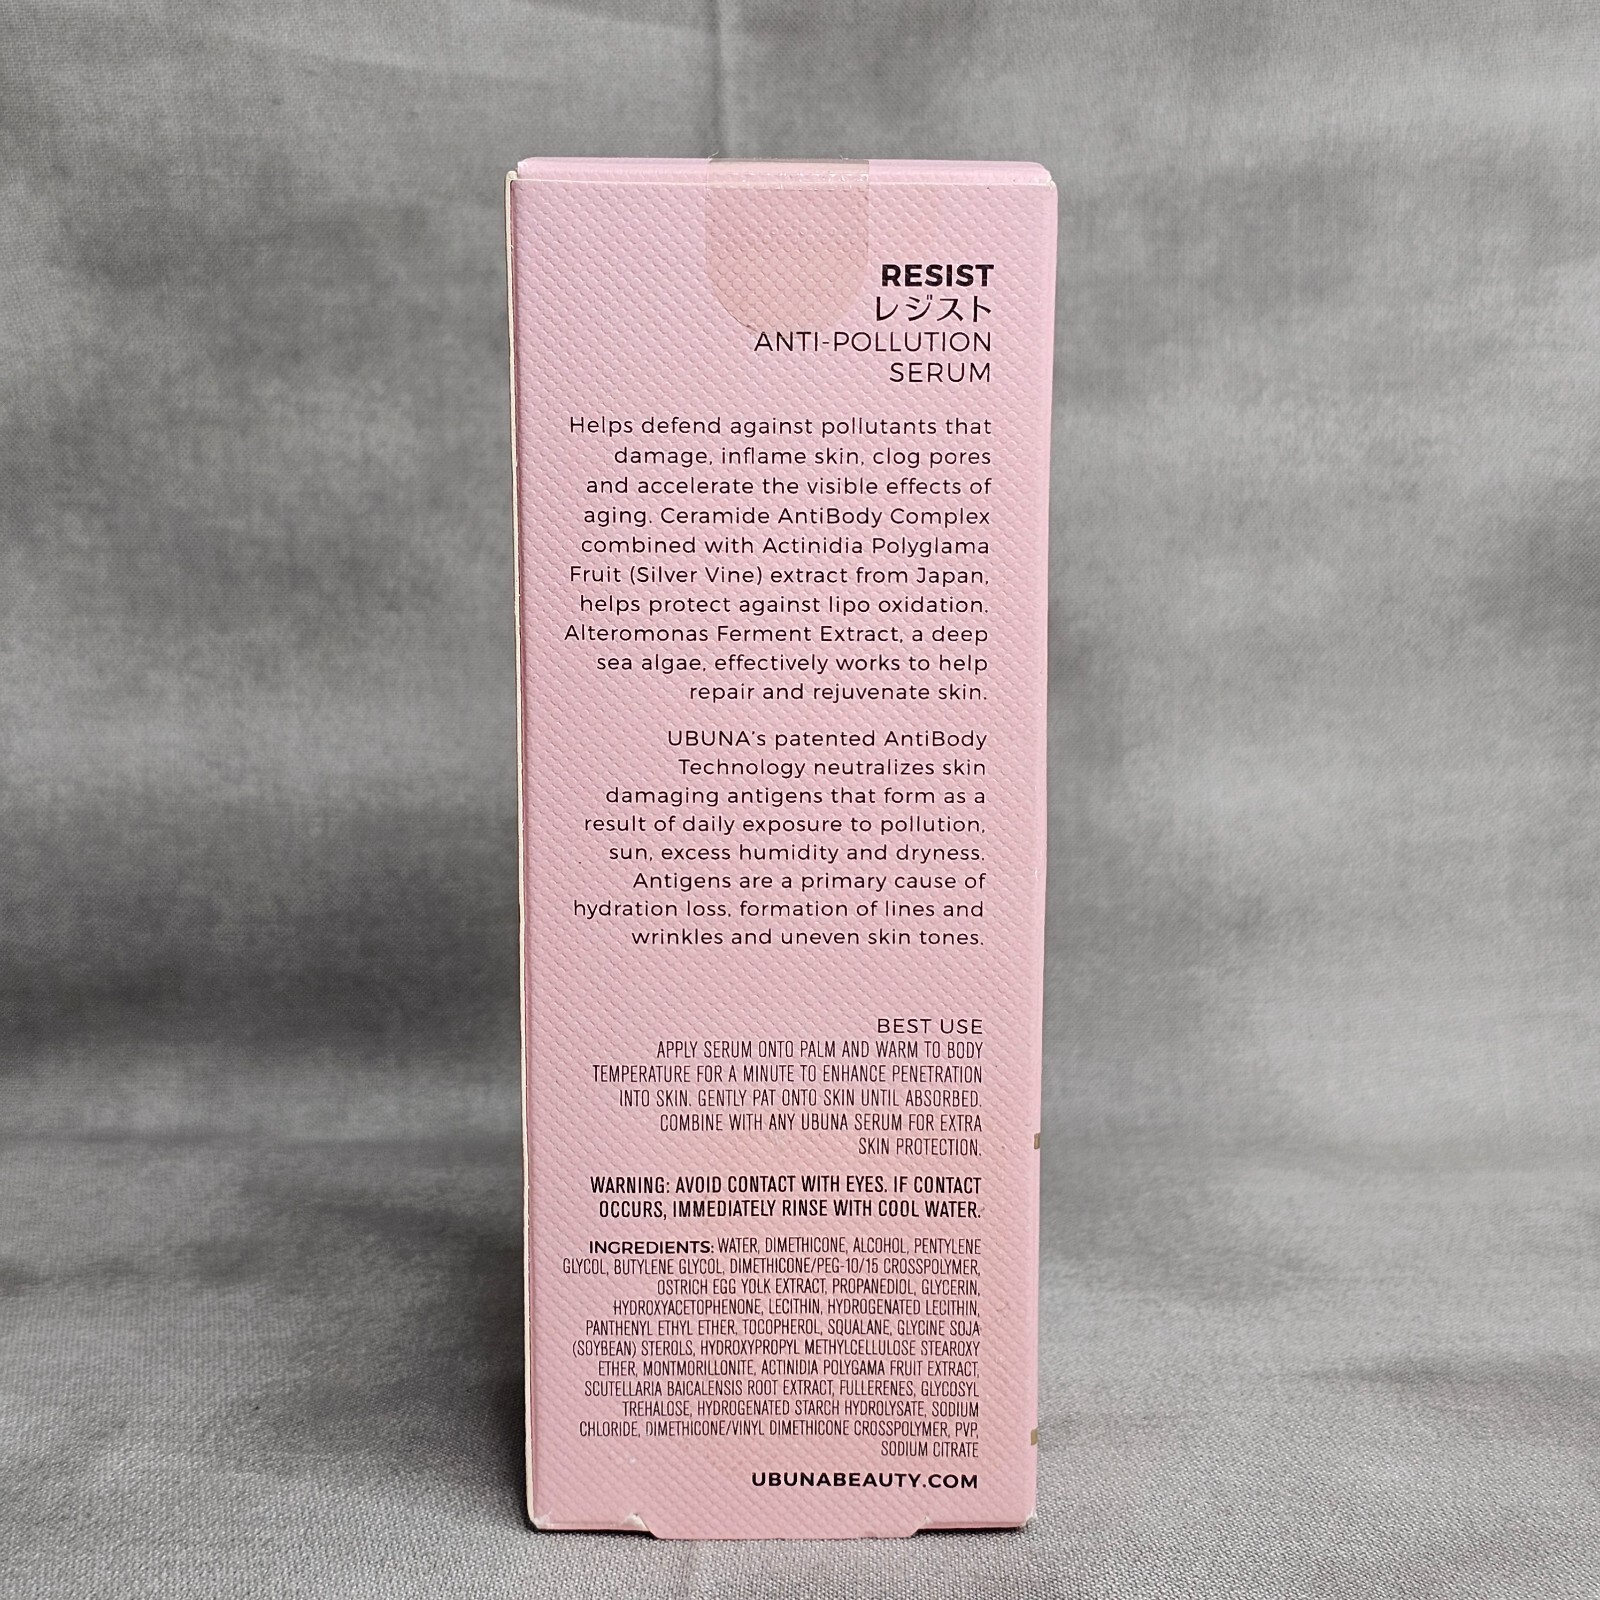 RESIST
レジスト
ANTI-POLLUTION
SERUM
Helps defend against pollutants that
damage, inflame skin, clog pores
and accelerate the visible effects of
aging. Ceramide AntiBody Complex
combined with Actinidia Polyglama
Fruit (Silver Vine) extract from Japan,
helps protect against lipo oxidation.
Alteromonas Ferment Extract, a deep
sea algae, effectively works to help
repair and rejuvenate skin.
UBUNA's patented AntiBody
Technology neutralizes skin
damaging antigens that form as a
result of daily exposure to pollution,
sun, excess humidity and dryness.
Antigens are a primary cause of
hydration loss, formation of lines and
wrinkles and uneven skin tones.
BEST USE
APPLY SERUM ONTO PALM AND WARM TO BODY
TEMPERATURE FOR A MINUTE TO ENHANCE PENETRATION
INTO SKIN. GENTLY PAT ONTO SKIN UNTIL ABSORBED.
COMBINE WITH ANY UBUNA SERUM FOR EXTRA
SKIN PROTECTION.
WARNING: AVOID CONTACT WITH EYES. IF CONTACT
OCCURS, IMMEDIATELY RINSE WITH COOL WATER.
INGREDIENTS: WATER, DIMETHICONE, ALCOHOL, PENTYLENE
GLYCOL, BUTYLENE GLYCOL, DIMETHICONE/PEG-10/15 CROSSPOLYMER,
OSTRICH EGG YOLK EXTRACT, PROPANEDIOL, GLYCERIN,
HYDROXYACETOPHENONE, LECITHIN, HYDROGENATED LECITHIN,
PANTHENYL ETHYL ETHER, TOCOPHEROL, SQUALANE, GLYCINE SOJA
(SOYBEAN) STEROLS, HYDROXYPROPYL METHYLCELLULOSE STEAROXY
ETHER, MONTMORILLONITE, ACTINIDIA POLYGAMA FRUIT EXTRACT,
SCUTELLARIA BAICALENSIS ROOT EXTRACT, FULLERENES, GLYCOSYL
TREHALOSE, HYDROGENATED STARCH HYDROLYSATE, SODIUM
CHLORIDE, DIMETHICONE/VINYL DIMETHICONE CROSSPOLYMER, PVP,
SODIUM CITRATE
UBUNABEAUTY.COM